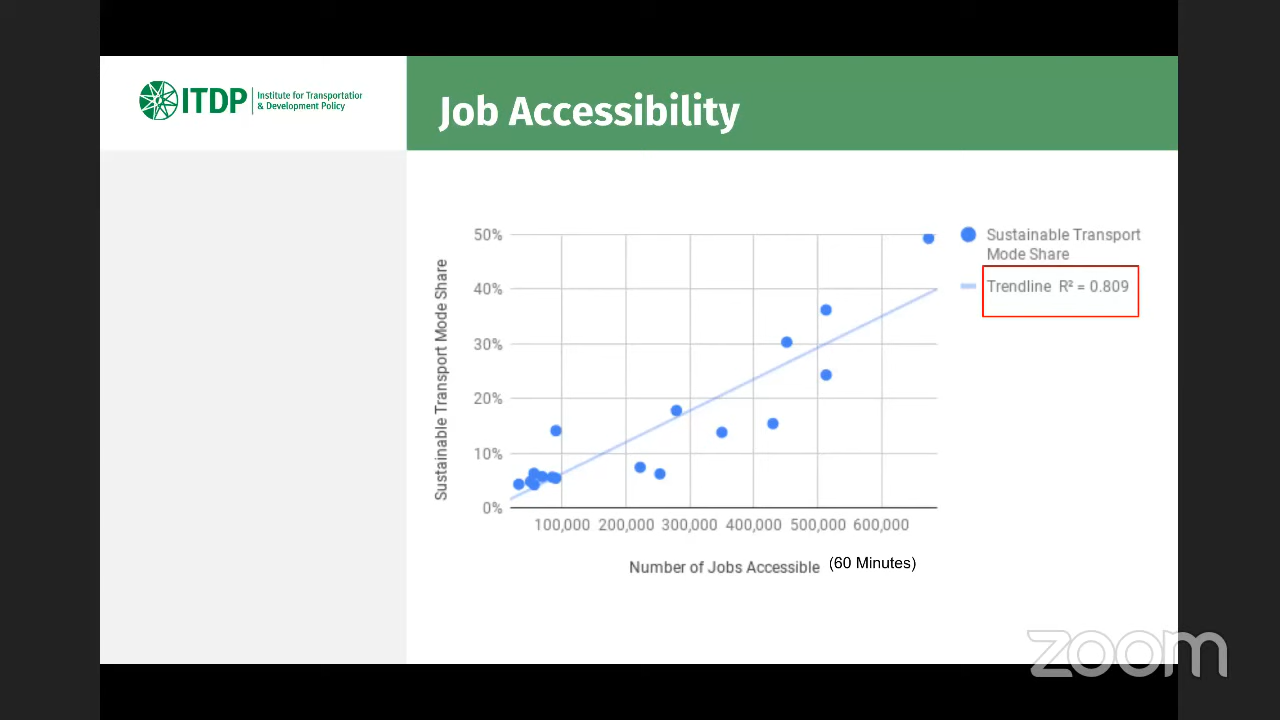 ITDP
Institute for Transportation
& Development Policy
Job Accessibility
50%
40%
30%
20%
10%
0%
Sustainable Transport Mode Share
100,000 200,000 300,000 400,000 500,000 600,000
Number of Jobs Accessible (60 Minutes)
Sustainable Transport
Mode Share
Trendline R² = 0.809
zoom